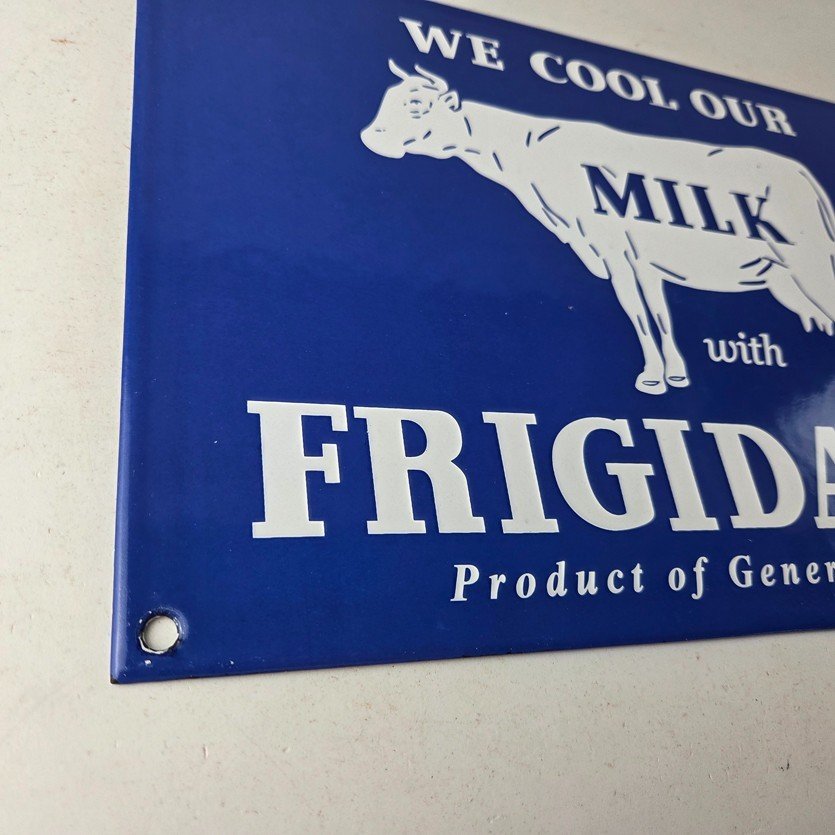 WE COOL OUR
MILK
with
FRIGIDA
Product of Gener